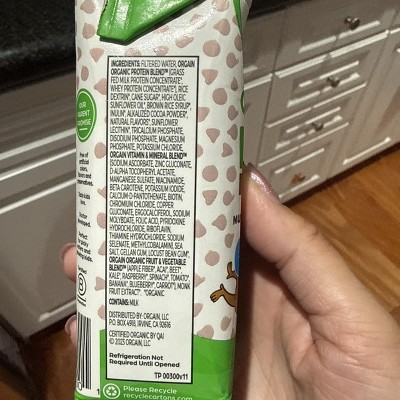 INGREDIENTS: FILTERED WATER, ORGAIN
ORGANIC PROTEIN BLEND™ (GRASS
FED MILK PROTEIN CONCENTRATE*,
WHEY PROTEIN CONCENTRATE*), RICE
DEXTRIN*, CANE SUGAR*, HIGH OLEIC
SUNFLOWER OIL*, BROWN RICE SYRUP*,
INULIN*, ALKALIZED COCOA POWDER*,
NATURAL FLAVORS*, SUNFLOWER
LECITHIN*, TRICALCIUM PHOSPHATE,
DISODIUM PHOSPHATE, MAGNESIUM
PHOSPHATE, POTASSIUM CHLORIDE,
ORGAIN VITAMIN & MINERAL BLEND™
(SODIUM ASCORBATE, ZINC GLUCONATE,
D-ALPHA TOCOPHERYL ACETATE,
MANGANESE SULFATE, NIACINAMIDE,
BETA CAROTENE, POTASSIUM IODIDE,
CALCIUM D-PANTOTHENATE, BIOTIN,
CHROMIUM CHLORIDE, COPPER
GLUCONATE, ERGOCALCIFEROL, SODIUM
MOLYBDATE, FOLIC ACID, PYRIDOXINE
HYDROCHLORIDE, RIBOFLAVIN,
THIAMINE HYDROCHLORIDE, SODIUM
SELENATE, METHYLCOBALAMIN), SEA
SALT, GELLAN GUM, LOCUST BEAN GUM*,
ORGAIN ORGANIC FRUIT & VEGETABLE
BLEND™ (APPLE FIBER*, ACAI*, BEET*,
KALE*, RASPBERRY*, SPINACH*, TOMATO*,
BANANA*, BLUEBERRY*, CARROT*), MONK
FRUIT EXTRACT*. *ORGANIC
CONTAINS: MILK
DISTRIBUTED BY: ORGAIN, LLC
P.O. BOX 4918, IRVINE, CA 92616
CERTIFIED ORGANIC BY QAI
© 2023 ORGAIN, LLC
Refrigeration Not
Required Until Opened
TP 00300v11
Please Recycle
recyclecartons.com
OUR